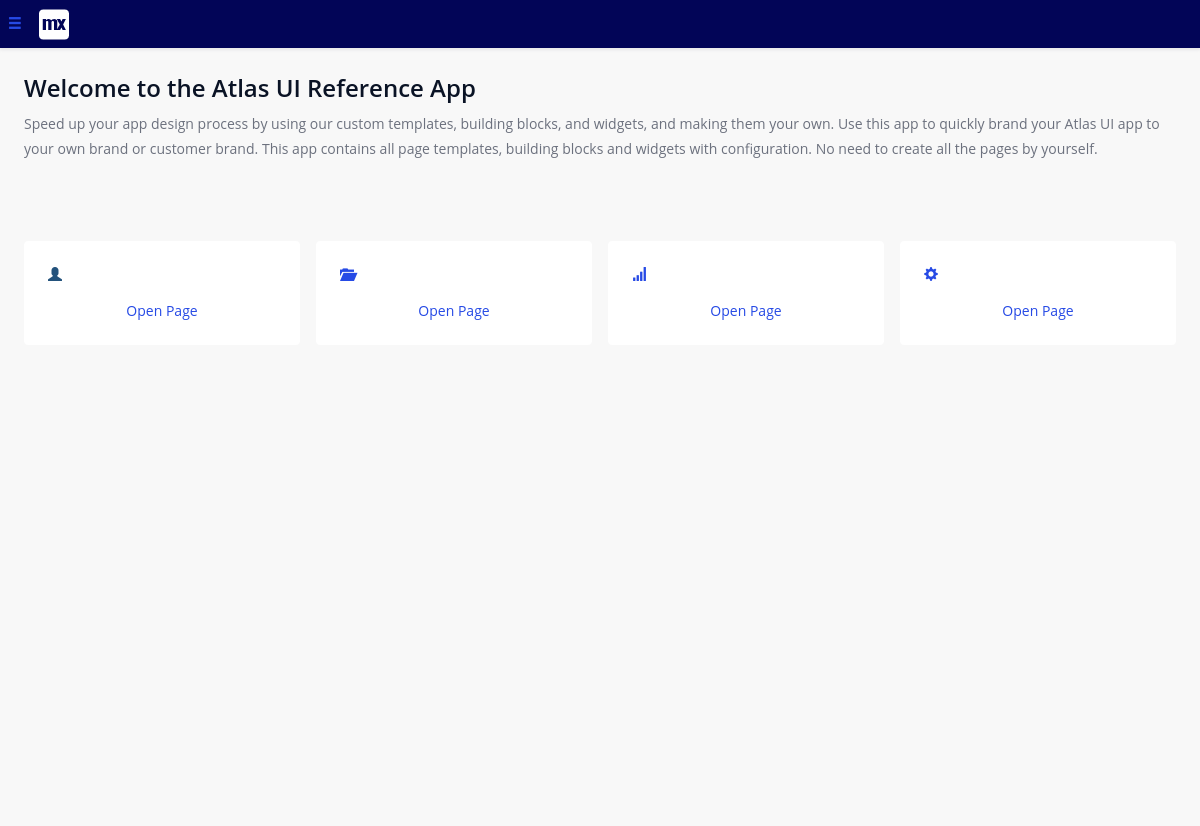 mx
Welcome to the Atlas UI Reference App
Speed up your app design process by using our custom templates, building blocks, and widgets, and making them your own. Use this app to quickly brand your Atlas UI app to
your own brand or customer brand. This app contains all page templates, building blocks and widgets with configuration. No need to create all the pages by yourself.
Open Page
Open Page
Open Page
Open Page